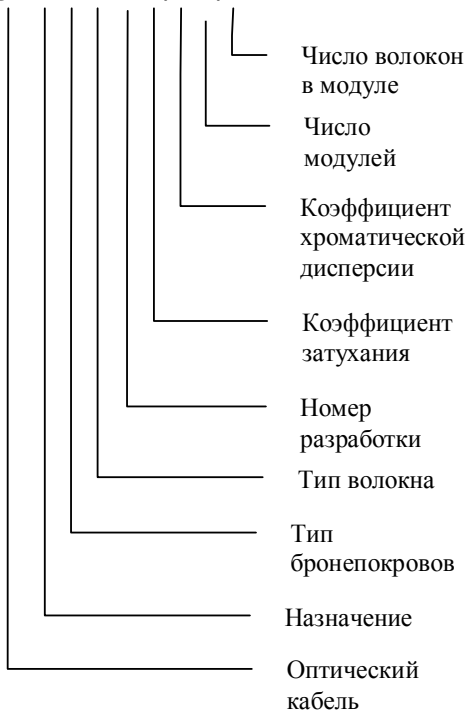 Число волокон
в модуле
Число
модулей
Коэффициент
хроматической
дисперсии
Коэффициент
затухания
Номер
разработки
Тип волокна
Тип
бронепокровов
Назначение
Оптический
кабель